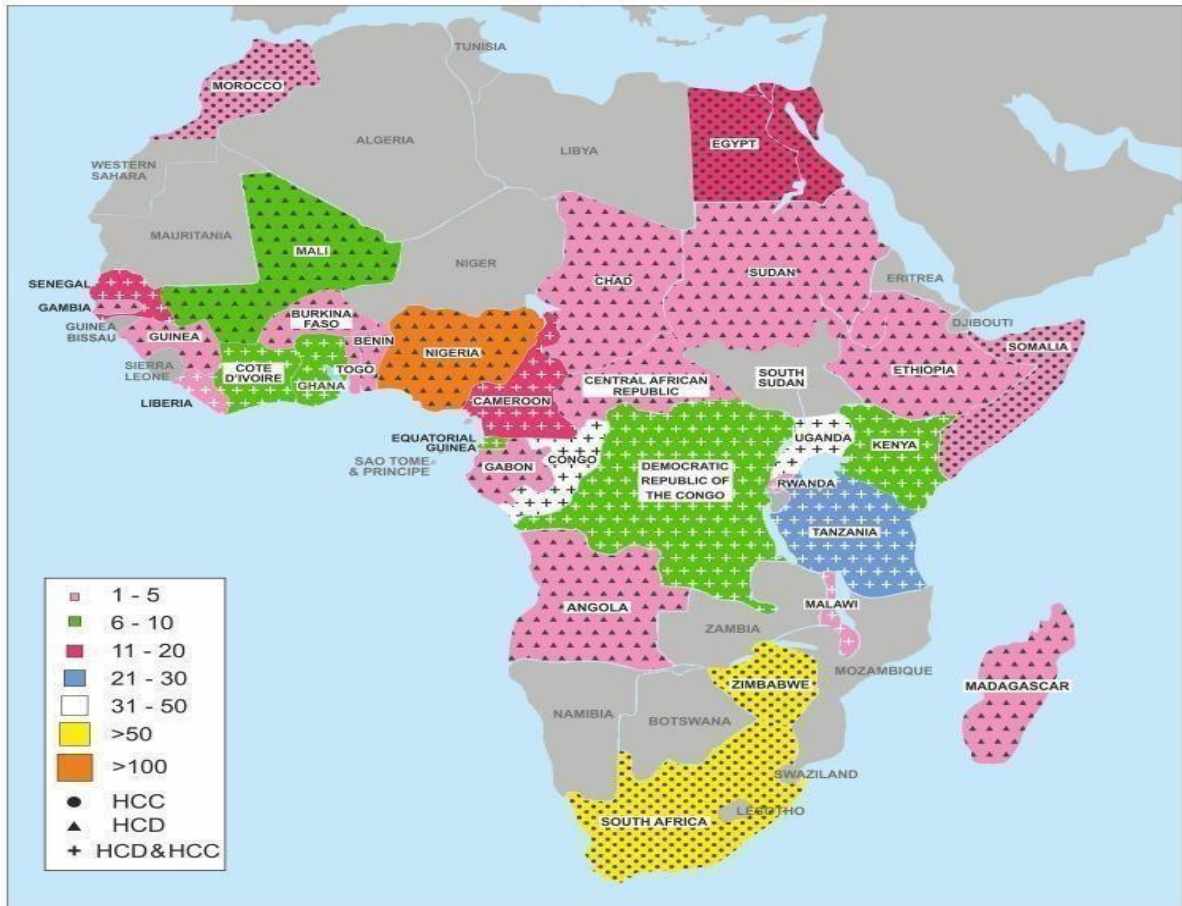 TUNISIA
MOROCCO
ALGERIA
LIBYA
EGYPT
WESTERN
SAHARA
MAURITANIA
MALI
NIGER
CHAD
SUDAN
ERITREA
SENEGAL
GAMBIA
GUINEA
BISSAU
GUINEA
BURKINA
FASO
BENIN
NIGERIA
DJIBOUTI
SOMALIA
SIERRA
LEONE
COTE
D'IVOIRE
GHANA
TOGO
LIBERIA
CAMEROON
CENTRAL AFRICAN
REPUBLIC
SOUTH
SUDAN
ETHIOPIA
EQUATORIAL
GUINEA
SAO TOME
& PRINCIPE
GABON
CONGO
DEMOCRATIC
REPUBLIC OF
THE CONGO
UGANDA
KENYA
RWANDA
TANZANIA
ANGOLA
ZAMBIA
MALAWI
MOZAMBIQUE
ZIMBABWE
MADAGASCAR
NAMIBIA
BOTSWANA
SWAZILAND
SOUTH AFRICA
LESOTHO
1 - 5
6 - 10
11 - 20
21 - 30
31 - 50
>50
>100
HCC
HCD
HCD&HCC